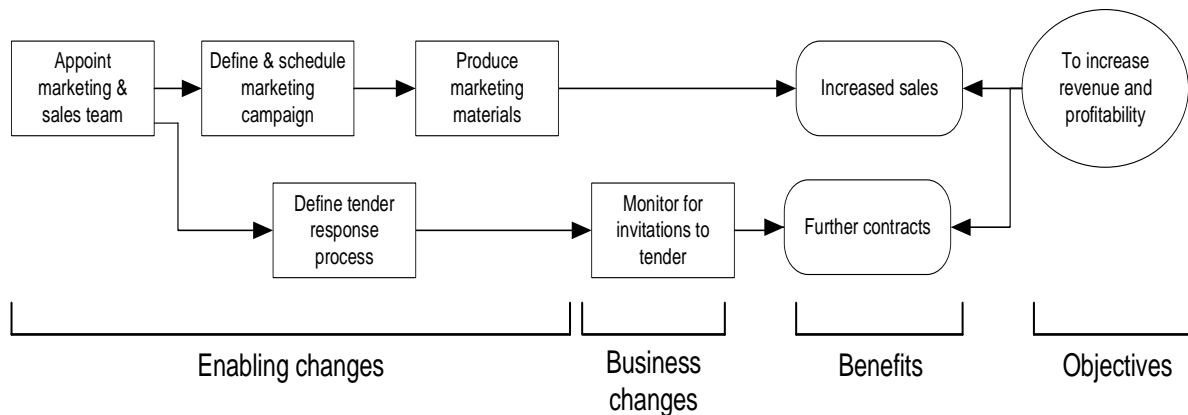 Appoint
marketing &
sales team
Define & schedule
marketing
campaign
Produce
marketing
materials
Increased sales
To increase
revenue and
profitability
Define tender
response
process
Monitor for
invitations to
tender
Further contracts
Enabling changes
Business
changes
Benefits
Objectives